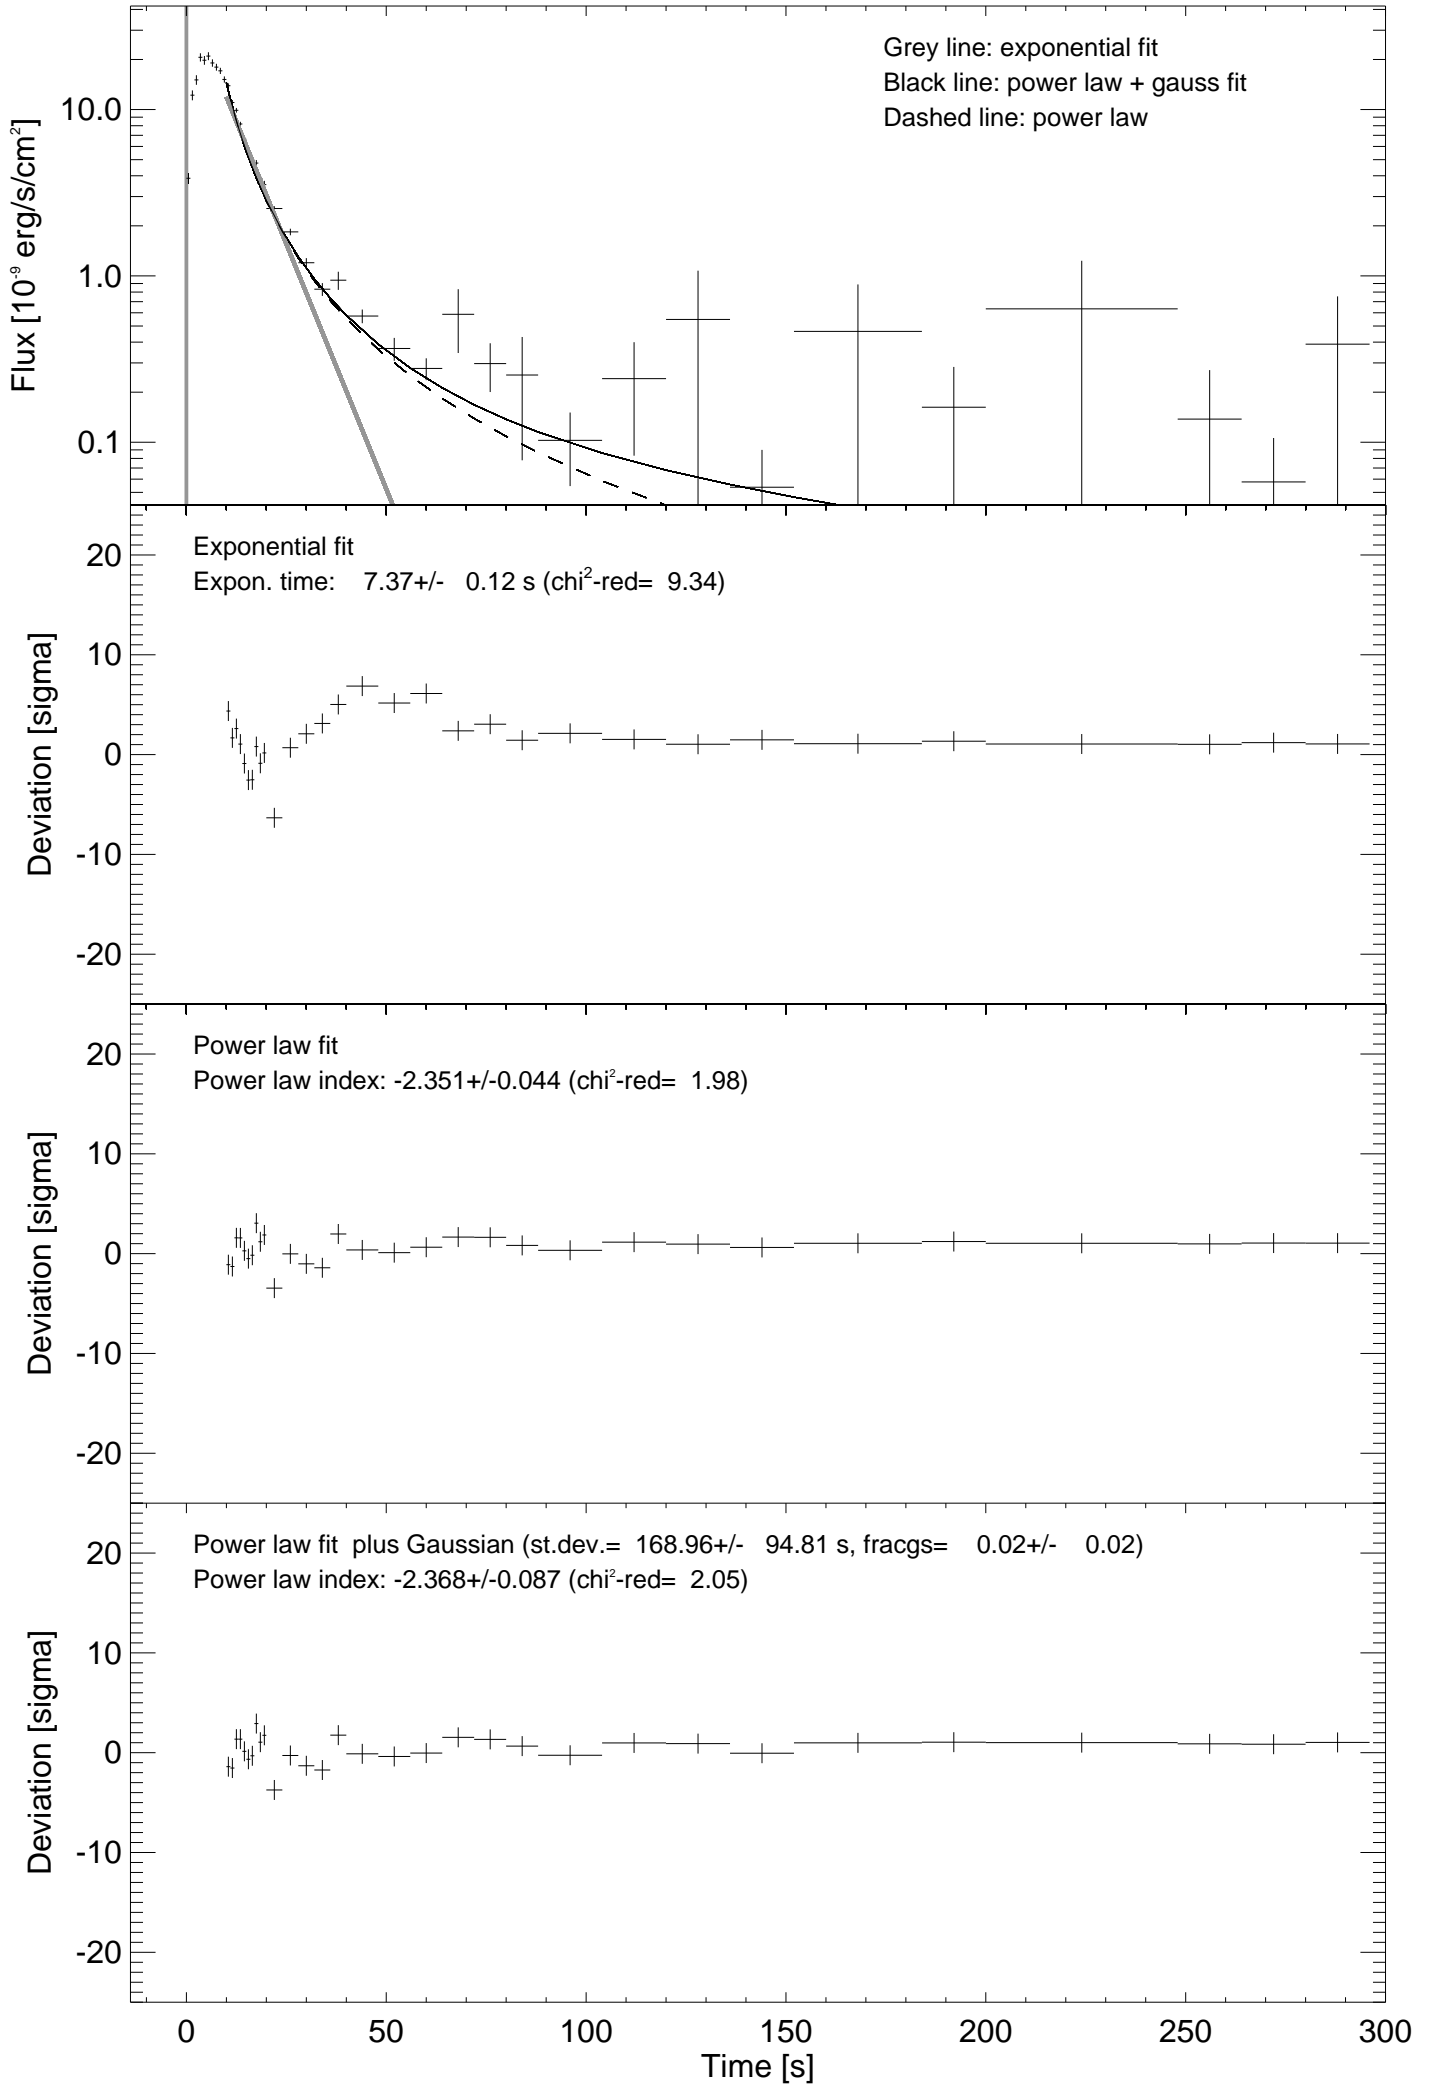 Grey line: exponential fit
Black line: power law + gauss fit
Dashed line: power law
10.0
1.0
0.1
Flux [10⁻⁹ erg/s/cm²]
Exponential fit
Expon. time: 7.37+/- 0.12 s (chi²-red= 9.34)
20
10
0
-10
-20
Deviation [sigma]
Power law fit
Power law index: -2.351+/-0.044 (chi²-red= 1.98)
20
10
0
-10
-20
Deviation [sigma]
Power law fit plus Gaussian (st.dev.= 168.96+/- 94.81 s, fracgs= 0.02+/- 0.02)
Power law index: -2.368+/-0.087 (chi²-red= 2.05)
20
10
0
-10
-20
Deviation [sigma]
0 50 100 150 200 250 300
Time [s]